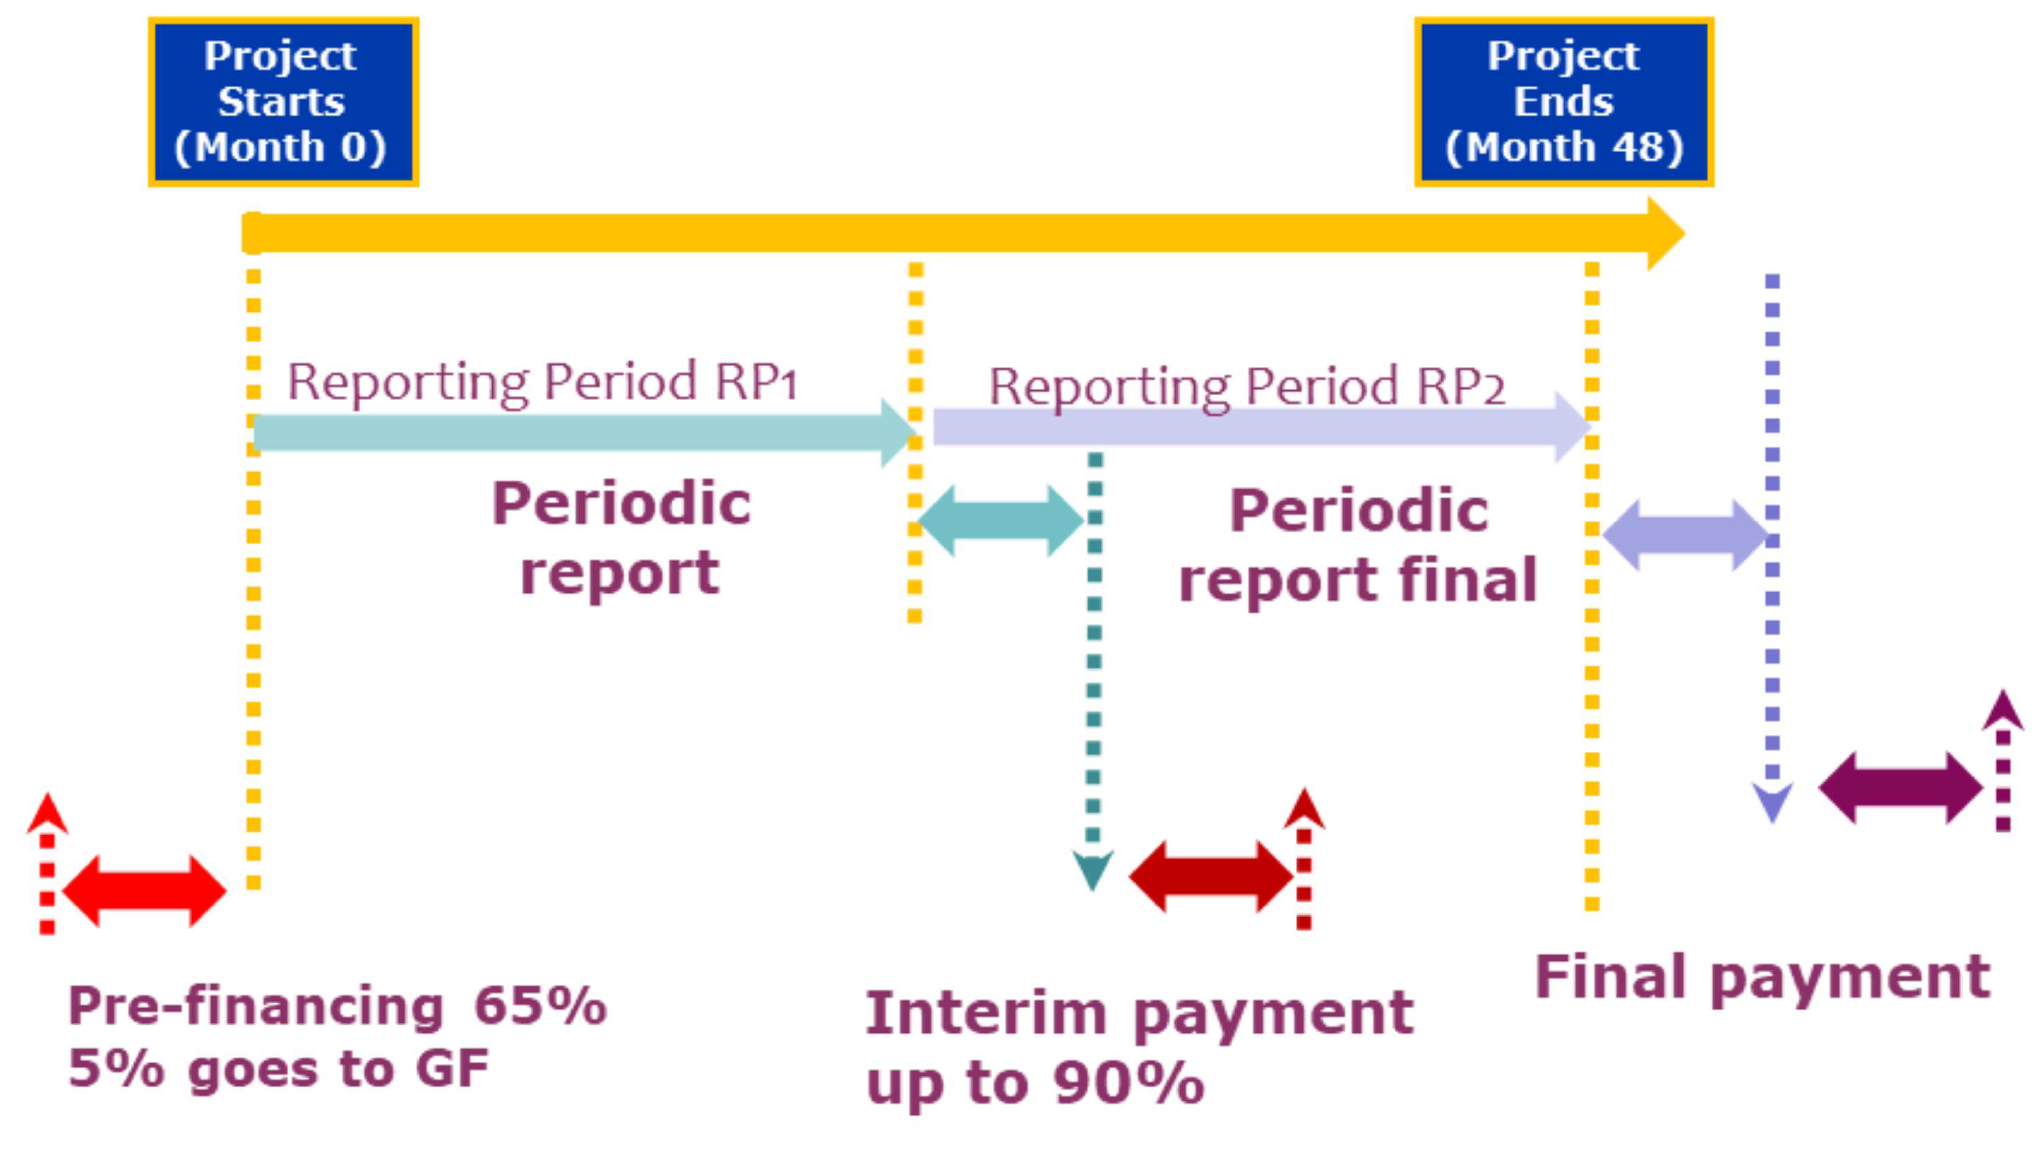 Project
Starts
(Month 0)
Project
Ends
(Month 48)
Reporting Period RP1
Reporting Period RP2
Periodic
report
Periodic
report final
Pre-financing 65%
5% goes to GF
Interim payment
up to 90%
Final payment